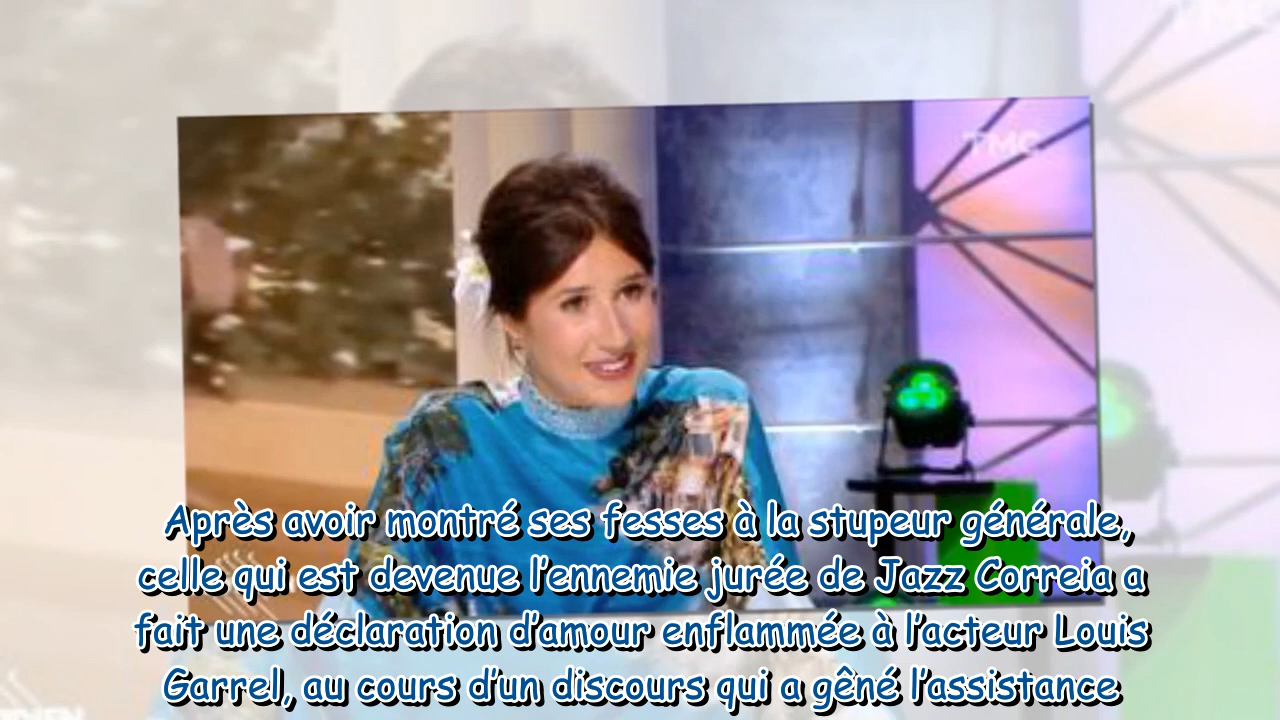 TMC
Après avoir montré ses fesses à la stupeur générale,
celle qui est devenue l'ennemie jurée de Jazz Correia a
fait une déclaration d'amour enflammée à l'acteur Louis
Garrel, au cours d'un discours qui a gêné l'assistance